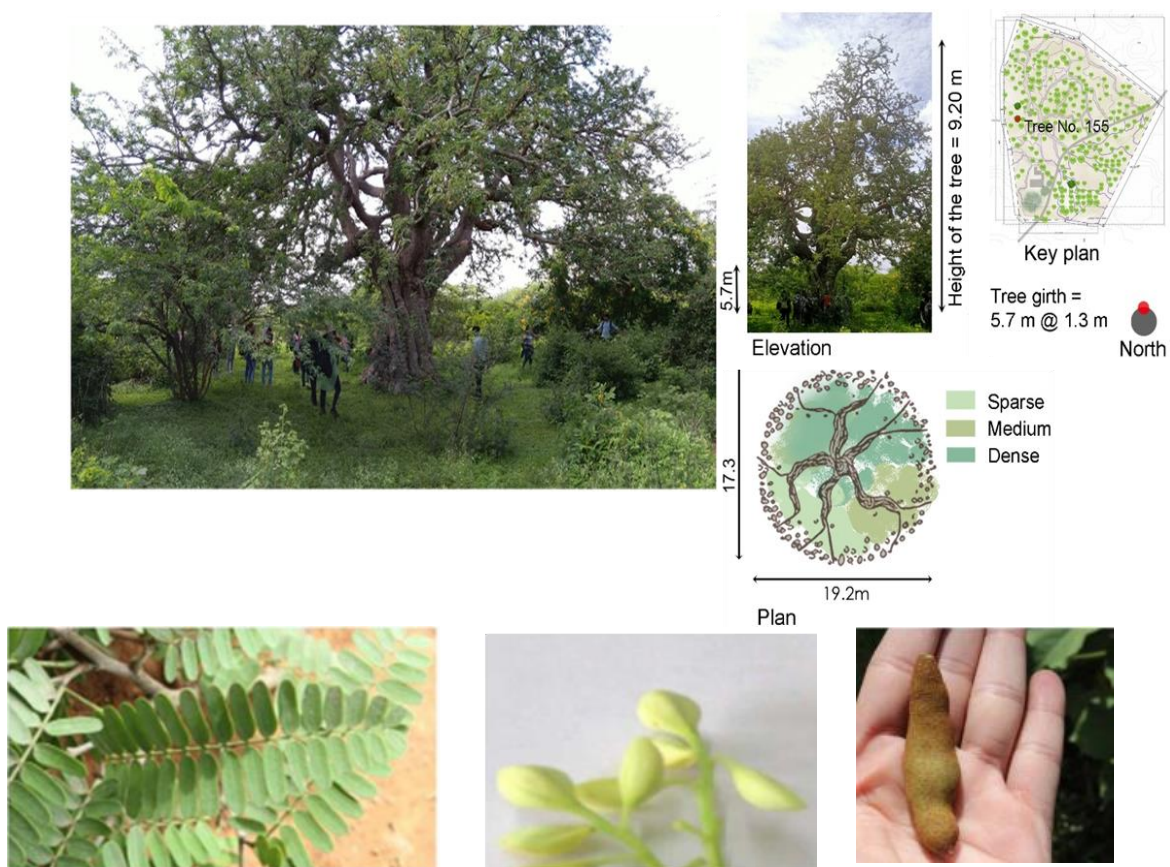 Height of the tree = 9.20 m
5.7m
Elevation
Tree No. 155
Key plan
Tree girth =
5.7 m @ 1.3 m
North
17.3
Sparse
Medium
Dense
19.2m
Plan